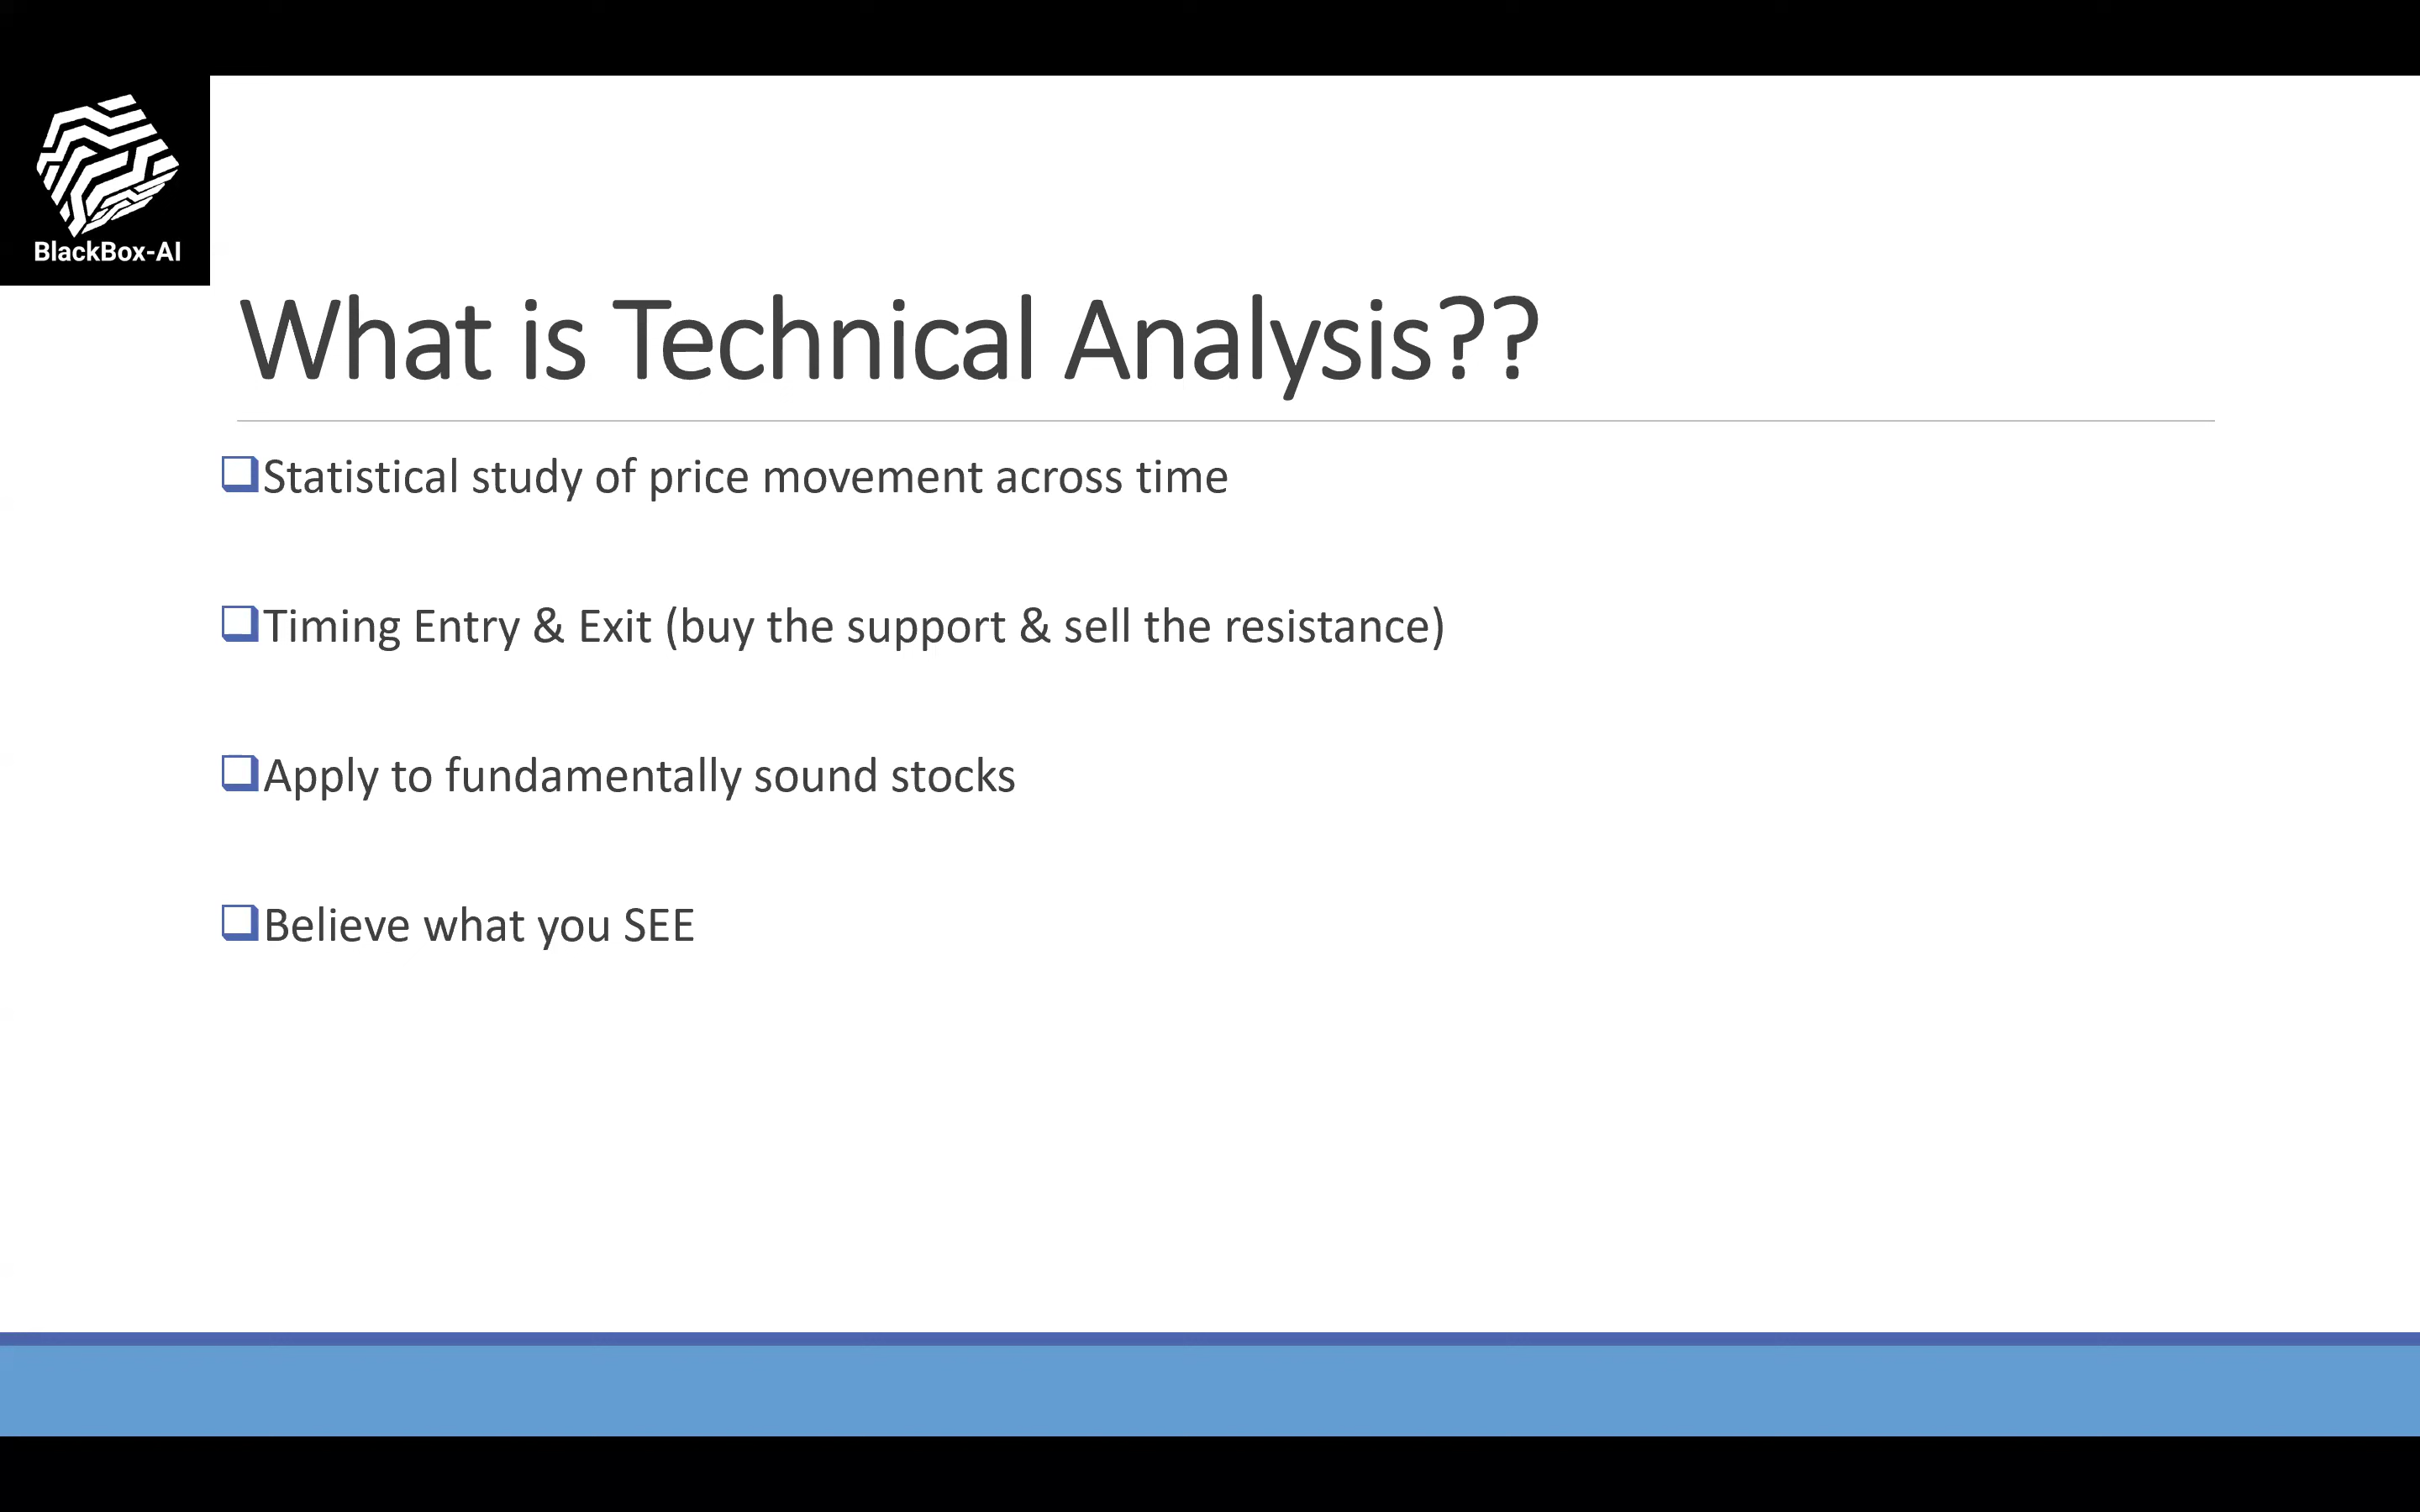 BlackBox-AI
What is Technical Analysis??
Statistical study of price movement across time
Timing Entry & Exit (buy the support & sell the resistance)
Apply to fundamentally sound stocks
Believe what you SEE